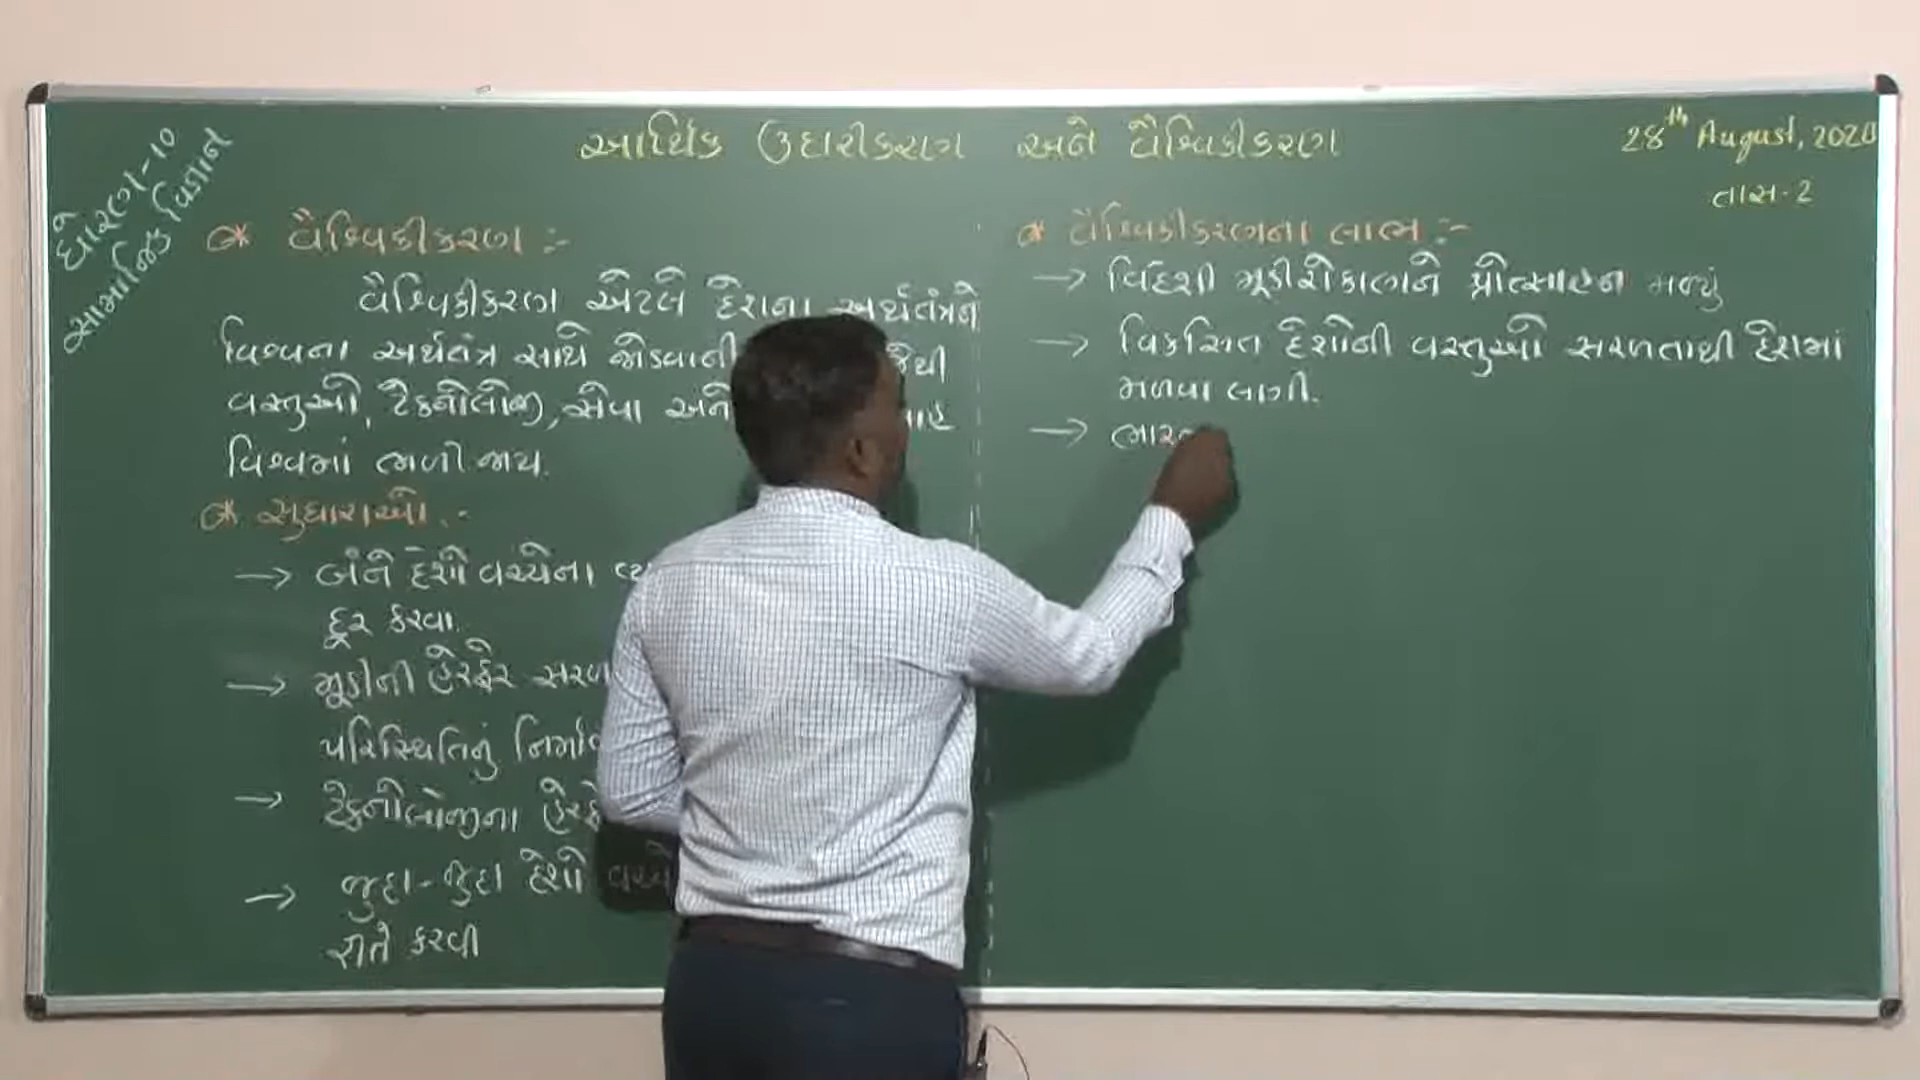 ધોરણ-10
સામાજિક વિજ્ઞાન
આર્થિક ઉદારીકરણ અને વૈશ્વિકીકરણ
28th August, 2020
તાસ-2
* વૈશ્વિકીકરણ :-
વૈશ્વિકીકરણ એટલે દેશના અર્થતંત્રને
વિશ્વના અર્થતંત્ર સાથે જોડવાની
વસ્તુઓ, ટેકનોલોજી, સેવા અને
વિશ્વમાં ભળી જાય.
* સુધારાઓ :-
→ બંને દેશો વચ્ચેના
દૂર કરવા.
→ મૂડીની હેરફેર
પરિસ્થિતિનું
→ ટેકનોલોજીના
→ જુદા-જુદા દેશો વચ્ચે
રીતે કરવી
* વૈશ્વિકીકરણના લાભ :-
→ વિદેશી મૂડીરોકાણને પ્રોત્સાહન મળ્યું
→ વિકસિત દેશોની વસ્તુઓ સરળતાથી દેશમાં
મળવા લાગી.
→ ભારત